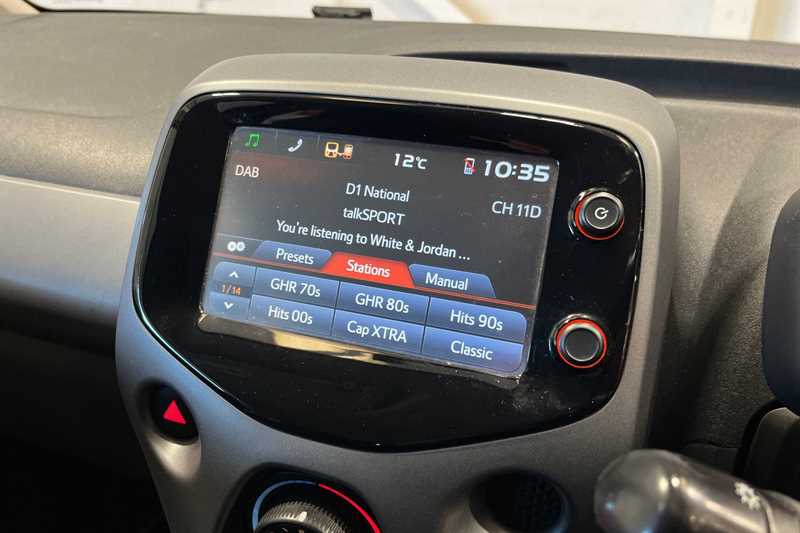 12°C
10:35
DAB
D1 National
CH 11D
talkSPORT
You're listening to White & Jordan ...
Presets
Stations
Manual
1/14
GHR 70s
GHR 80s
Hits 90s
Hits 00s
Cap XTRA
Classic